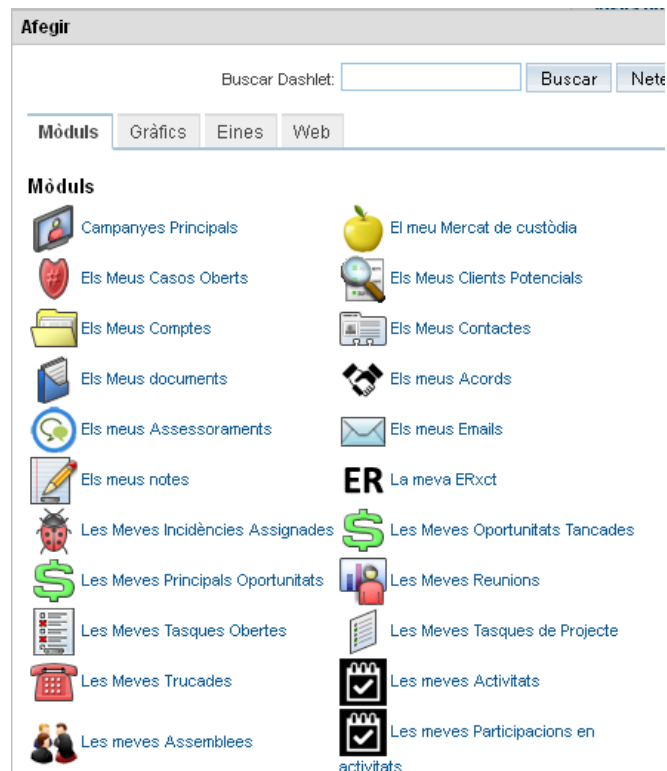 Afegir
Buscar Dashlet: Buscar
Mòduls Gràfics Eines Web
Mòduls
Campanyes Principals El meu Mercat de custòdia
Els Meus Casos Oberts Els Meus Clients Potencials
Els Meus Comptes Els Meus Contactes
Els Meus documents Els meus Acords
Els meus Assessoraments Els meus Emails
Els meus notes ER La meva ERxct
Les Meves Incidències Assignades Les Meves Oportunitats Tancades
Les Meves Principals Oportunitats Les Meves Reunions
Les Meves Tasques Obertes Les Meves Tasques de Projecte
Les Meves Trucades Les meves Activitats
Les meves Assemblees Les meves Participacions en
activitats